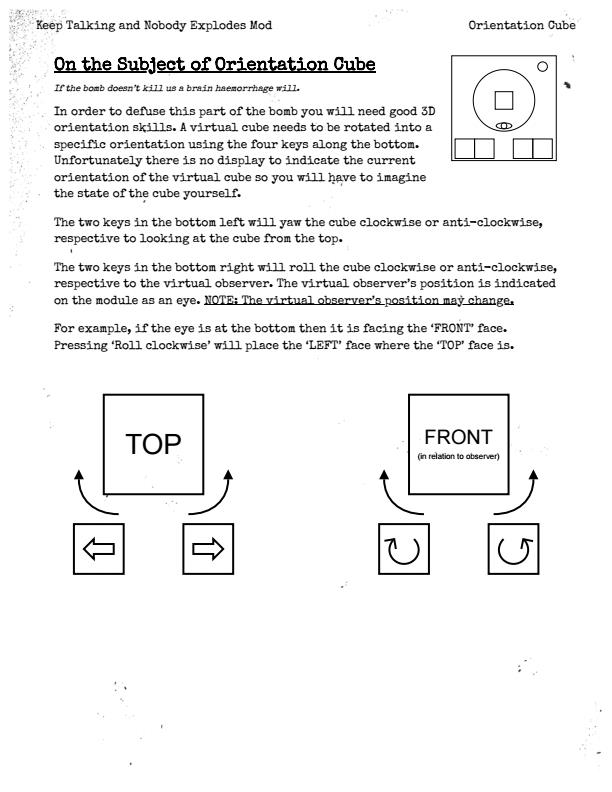 Keep Talking and Nobody Explodes Mod
Orientation Cube
On the Subject of Orientation Cube
If the bomb doesn't kill us a brain haemorrhage will.
In order to defuse this part of the bomb you will need good 3D
orientation skills. A virtual cube needs to be rotated into a
specific orientation using the four keys along the bottom.
Unfortunately there is no display to indicate the current
orientation of the virtual cube so you will have to imagine
the state of the cube yourself.
The two keys in the bottom left will yaw the cube clockwise or anti-clockwise,
respective to looking at the cube from the top.
The two keys in the bottom right will roll the cube clockwise or anti-clockwise,
respective to the virtual observer. The virtual observer's position is indicated
on the module as an eye. NOTE: The virtual observer's position may change.
For example, if the eye is at the bottom then it is facing the 'FRONT' face.
Pressing 'Roll clockwise' will place the 'LEFT' face where the 'TOP' face is.
TOP
FRONT
(in relation to observer)